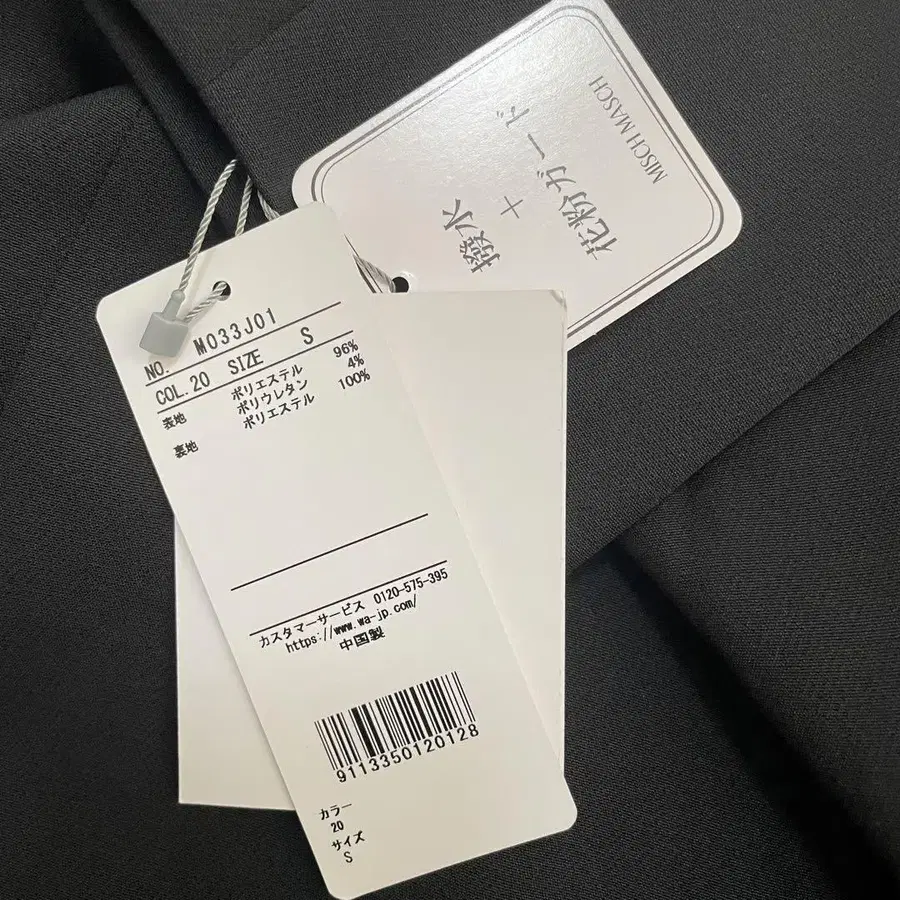 MISCH MASCH
撥水
+
花粉ガード
NO. M033J01
COL.20 SIZE S
表地 ポリエステル 96%
ポリウレタン 4%
裏地 ポリエステル 100%
カスタマーサービス 0120-575-395
https://www.wa-jp.com/
中国製
9113350120128
カラー
20
サイズ
S